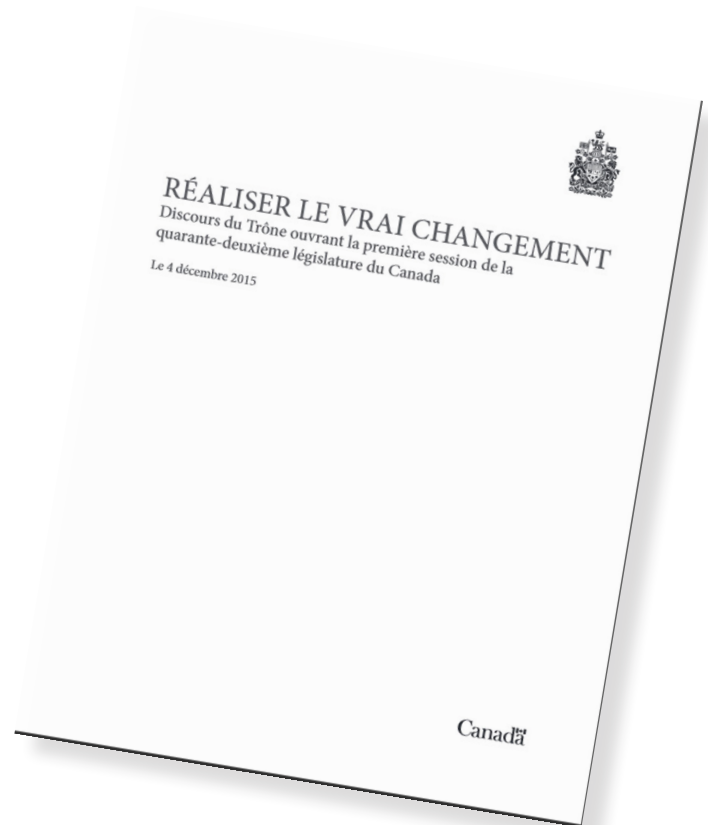 RÉALISER LE VRAI CHANGEMENT
Discours du Trône ouvrant la première session de la
quarante-deuxième législature du Canada
Le 4 décembre 2015
Canada